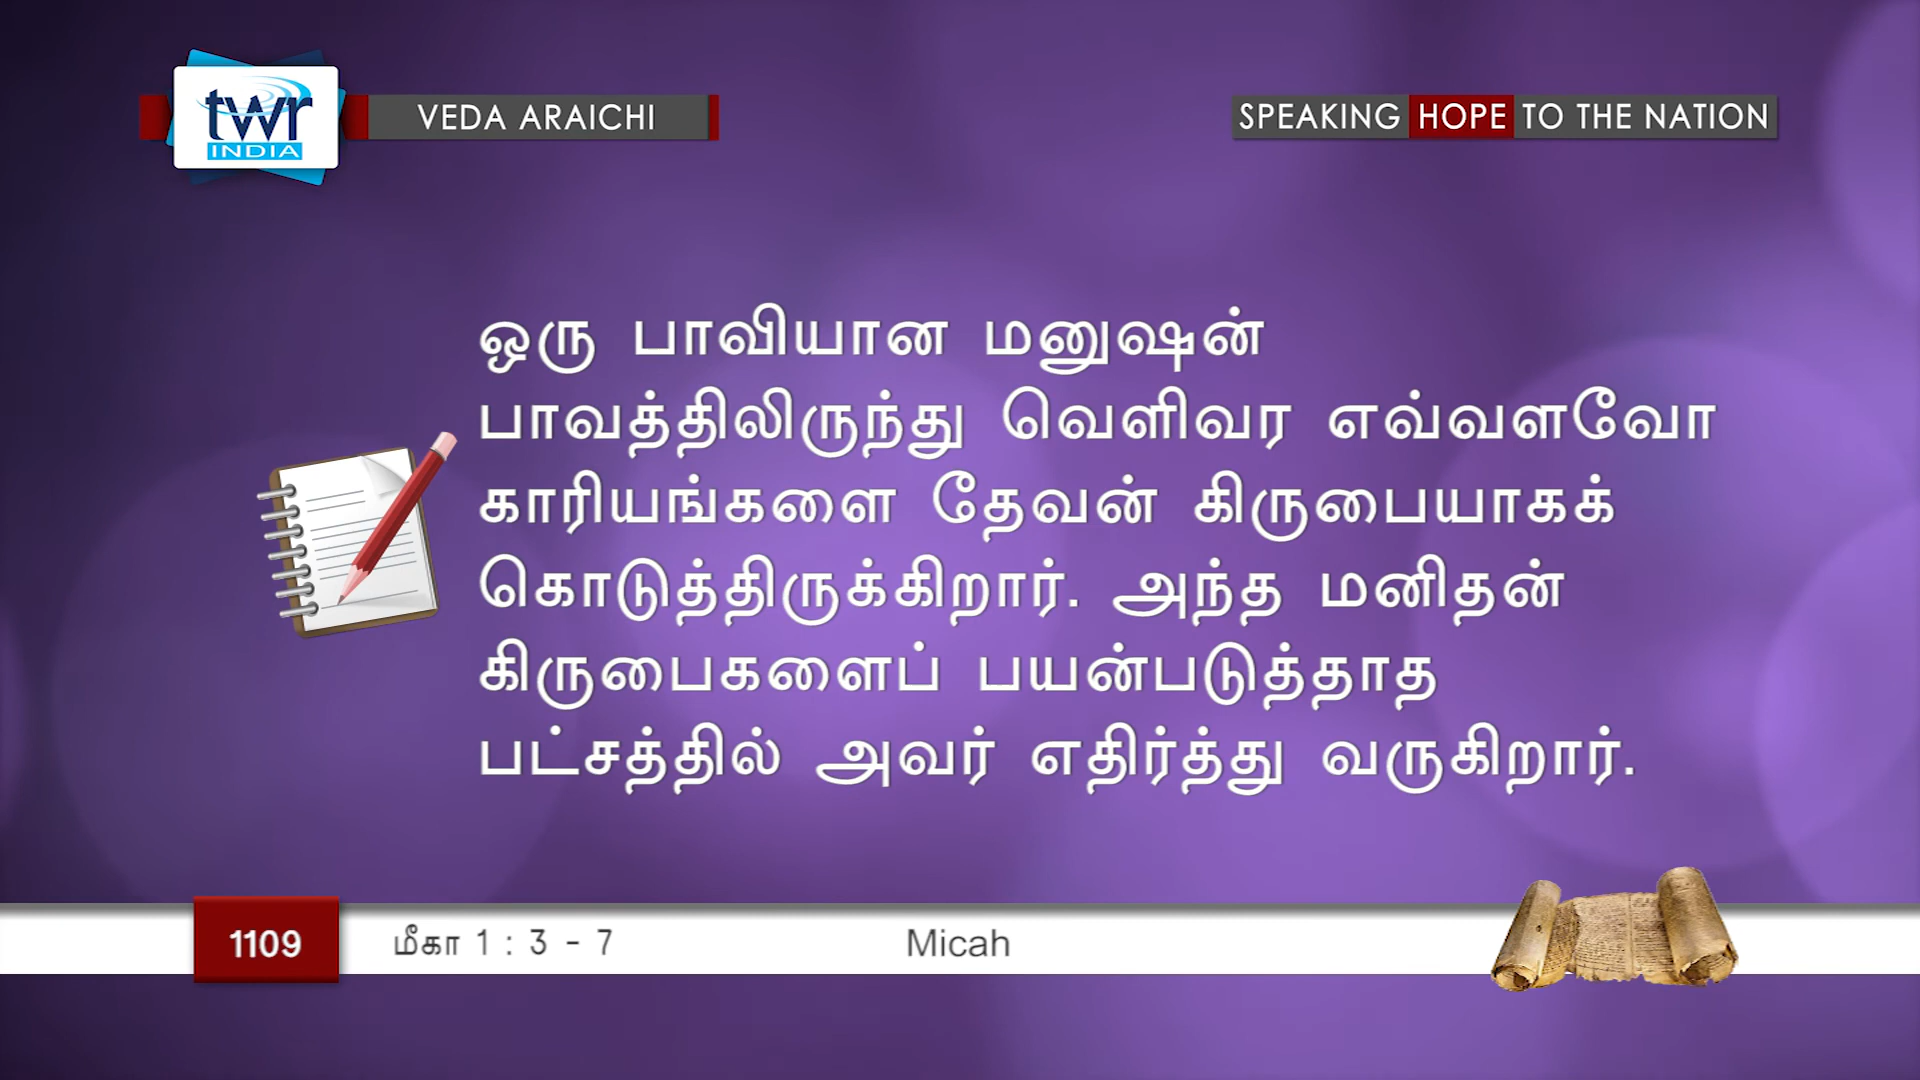 twr
INDIA
VEDA ARAICHI
SPEAKING HOPE TO THE NATION
ஒரு பாவியான மனுஷன்
பாவத்திலிருந்து வெளிவர எவ்வளவோ
காரியங்களை தேவன் கிருபையாகக்
கொடுத்திருக்கிறார். அந்த மனிதன்
கிருபைகளைப் பயன்படுத்தாத
பட்சத்தில் அவர் எதிர்த்து வருகிறார்.
1109
மீகா 1 : 3 - 7
Micah